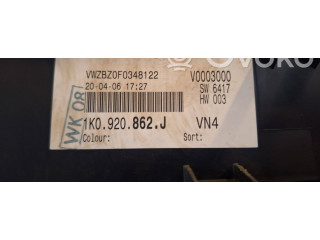 VWZBZ0F0348122
V0003000
20-04-06 17:27
SW 6417
HW 003
WK 08
1K0.920.862.J
VN4
Colour:
Sort:
OVOKO